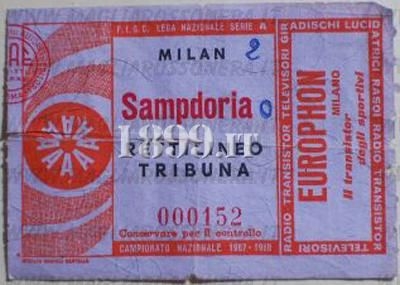 F.I.G.C. LEGA NAZIONALE SERIE A
MILAN 2
Sampdoria 0
1899.IT
RETTILINEO
TRIBUNA
000152
Conservare per il controllo
CAMPIONATO NAZIONALE 1967-1968
RADIO TRANSISTOR TELEVISORI GIRADISCHI LUCIDATRICI RASOI RADIO TRANSISTOR TELEVISORI
EUROPHON
MILANO
Il transistor
degli sportivi